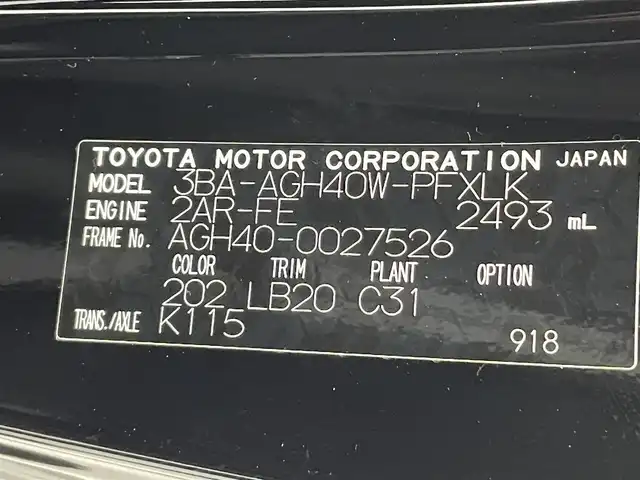 TOYOTA MOTOR CORPORATION JAPAN
MODEL 3BA-AGH40W-PFXLK
ENGINE 2AR-FE 2493 mL
FRAME No. AGH40-0027526
COLOR TRIM PLANT OPTION
202 LB20 C31
TRANS./AXLE K115
918